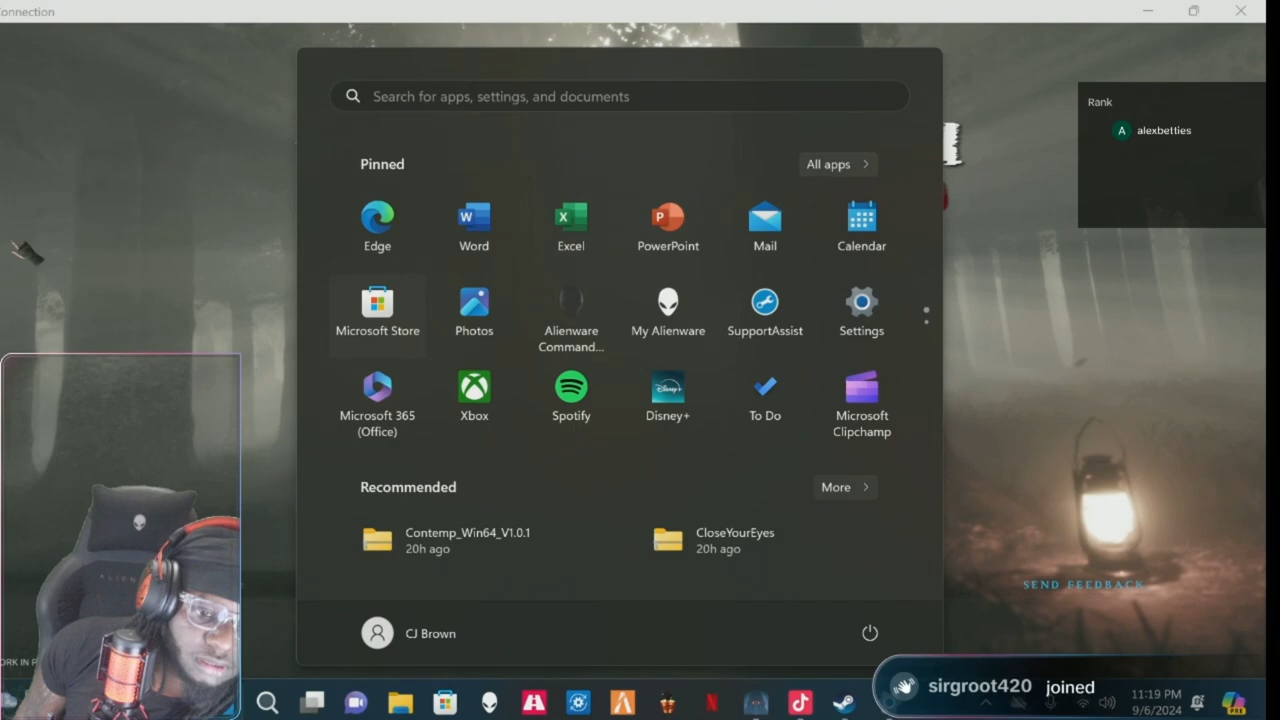 onnection
Search for apps, settings, and documents
Rank
A alexbetties
Pinned
All apps
Edge
Word
Excel
PowerPoint
Mail
Calendar
Microsoft Store
Photos
Alienware
Command...
My Alienware
SupportAssist
Settings
Microsoft 365
(Office)
Xbox
Spotify
Disney+
To Do
Microsoft
Clipchamp
Recommended
More
Contemp_Win64_V1.0.1
20h ago
CloseYourEyes
20h ago
SEND FEEDBACK
CJ Brown
ORK IN P
sirgroot420 joined
11:19 PM
9/6/2024